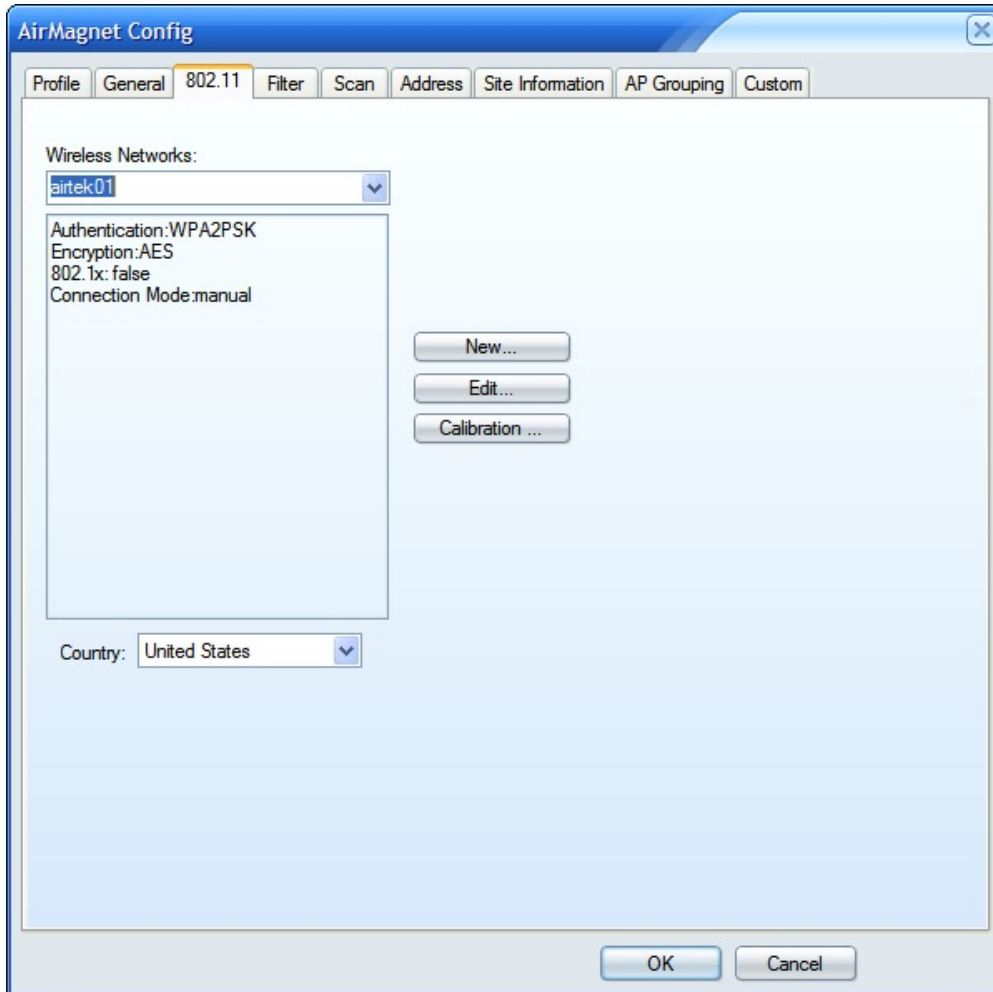 AirMagnet Config
Profile General 802.11 Filter Scan Address Site Information AP Grouping Custom
Wireless Networks:
airtek01
Authentication:WPA2PSK
Encryption:AES
802.1x: false
Connection Mode:manual
New...
Edit...
Calibration ...
Country: United States
OK Cancel